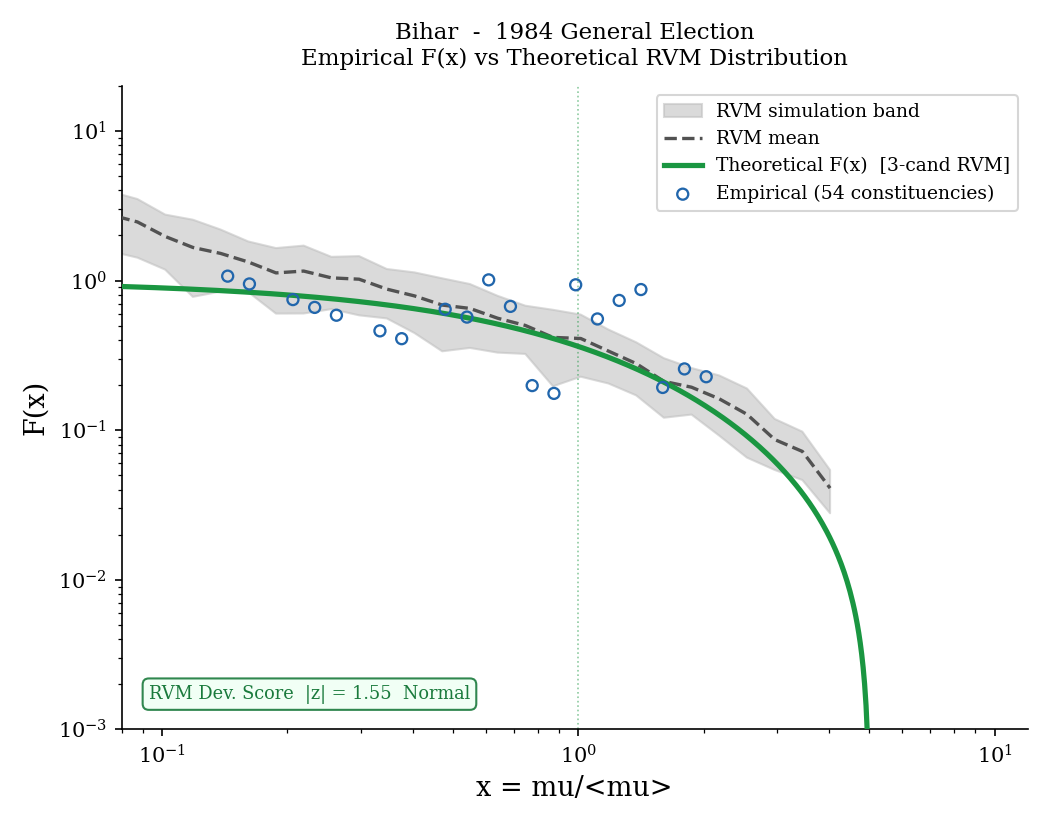 Bihar  -  1984 General Election
Empirical F(x) vs Theoretical RVM Distribution
RVM simulation band
RVM mean
Theoretical F(x)  [3-cand RVM]
Empirical (54 constituencies)
10¹
10⁰
10⁻¹
10⁻²
10⁻³
F(x)
RVM Dev. Score  |z| = 1.55  Normal
10⁻¹
10⁰
10¹
x = mu/<mu>